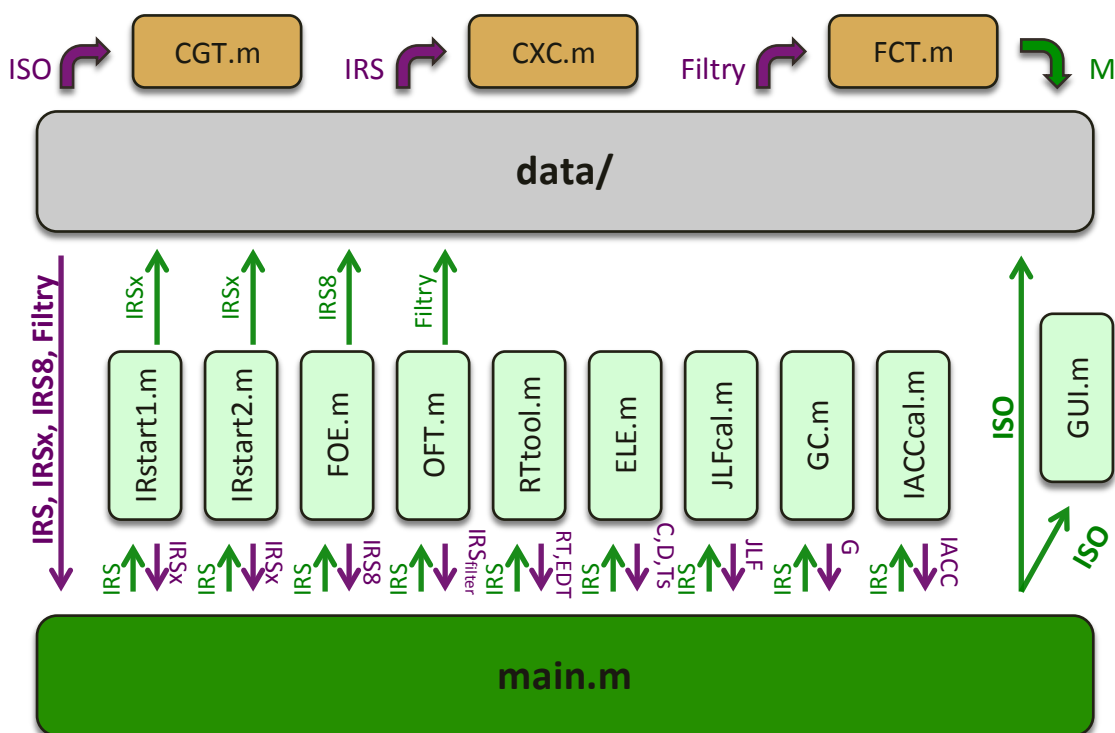 ISO
CGT.m
IRS
CXC.m
Filtry
FCT.m
M
data/
IRS, IRSx, IRS8, Filtry
IRSx
IRSx
IRS8
Filtry
IRstart1.m
IRstart2.m
FOE.m
OFT.m
RTtool.m
ELE.m
JLFcal.m
GC.m
IACCcal.m
ISO
GUI.m
IRS
IRSx
IRS
IRSx
IRS
IRS8
IRS
IRSfilter
IRS
RT,EDT
IRS
C,D,Ts
IRS
JLF
IRS
G
IRS
IACC
ISO
main.m